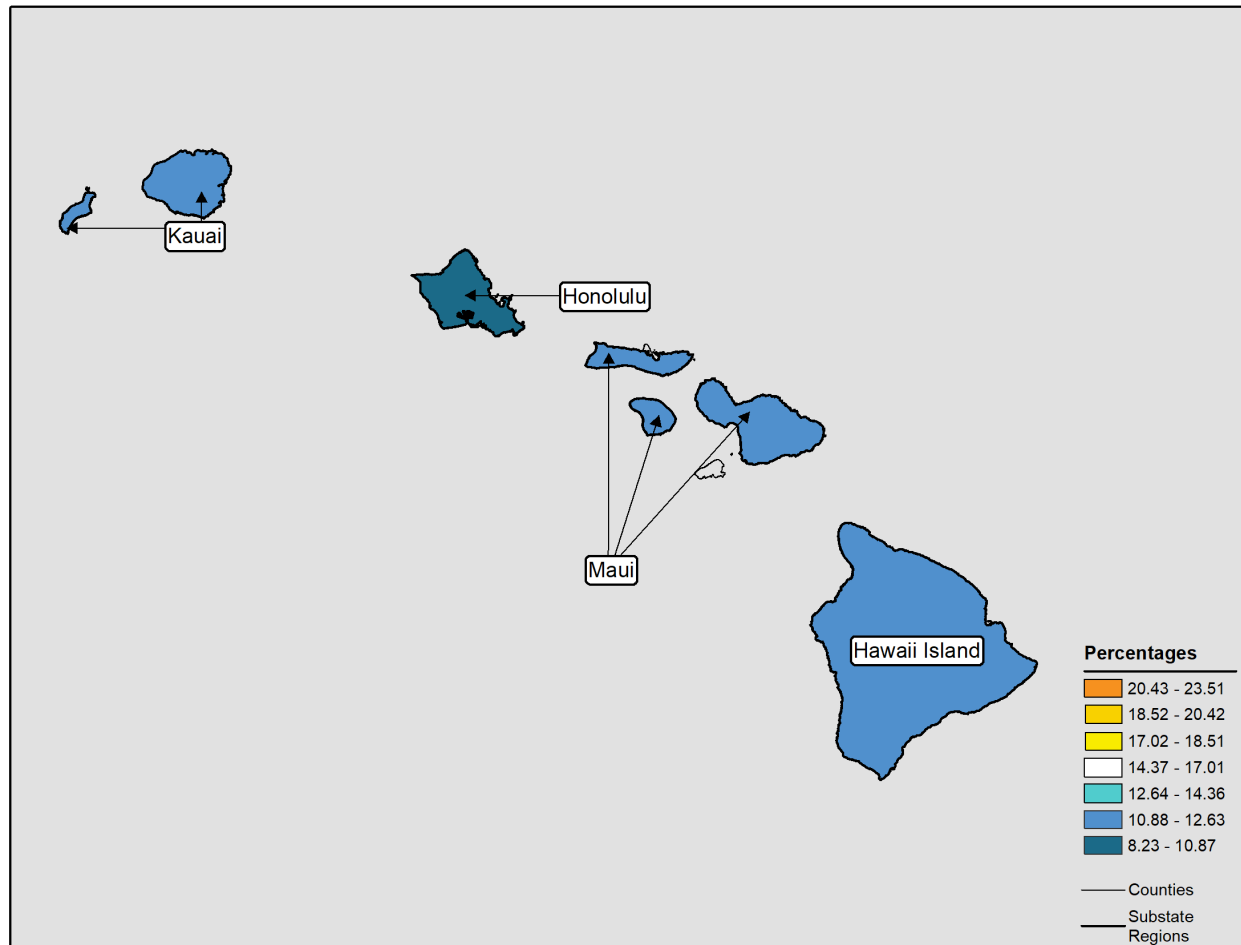 Kauai
Honolulu
Maui
Hawaii Island
Percentages
20.43 - 23.51
18.52 - 20.42
17.02 - 18.51
14.37 - 17.01
12.64 - 14.36
10.88 - 12.63
8.23 - 10.87
Counties
Substate
Regions